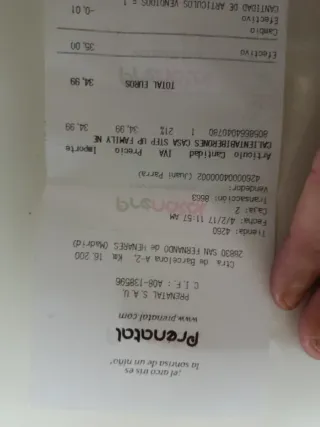 ¡el arco iris es
la sonrisa de un niño!
Prenatal
www.prenatal.com
PRENATAL S.A.U.
C.I.F.: A08-138596
Ctra. de Barcelona A-2, Km. 16.200
28830 SAN FERNANDO de HENARES (Madrid)
Tienda: 4260
Fecha: 4/2/17 11:57 AM
Caja: 2
Transacción: 8663
Vendedor:
4260000400000002 (Juani Parra)
Articulo Cantidad IVA Precio Importe
CALIENTABIBERONES CASA STEP UP FAMILY NE
8058664040780 1 21% 34,99 34,99
TOTAL EUROS 34,99
Efectivo 35,00
Cambio
Efectivo -0,01
CANTIDAD DE ARTICULOS VENDIDOS = 1